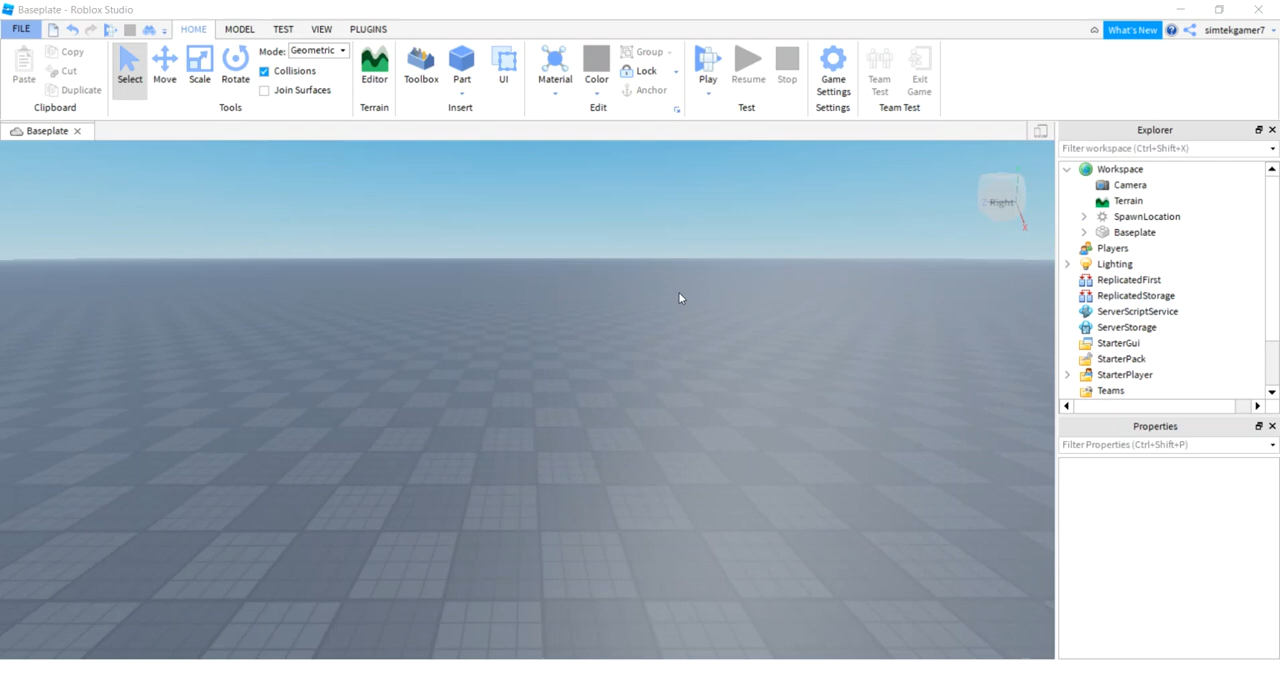 Baseplate - Roblox Studio
FILE HOME MODEL TEST VIEW PLUGINS What's New simtekgamer7
Paste Copy Cut Duplicate Clipboard
Select Move Scale Rotate Mode: Geometric Collisions Join Surfaces Tools
Editor Terrain
Toolbox Part UI Insert
Material Color Group Lock Anchor Edit
Play Resume Stop Test
Game Settings Settings
Team Test Exit Game Team Test
Baseplate
Right
X
Explorer
Filter workspace (Ctrl+Shift+X)
Workspace
Camera
Terrain
SpawnLocation
Baseplate
Players
Lighting
ReplicatedFirst
ReplicatedStorage
ServerScriptService
ServerStorage
StarterGui
StarterPack
StarterPlayer
Teams
Properties
Filter Properties (Ctrl+Shift+P)